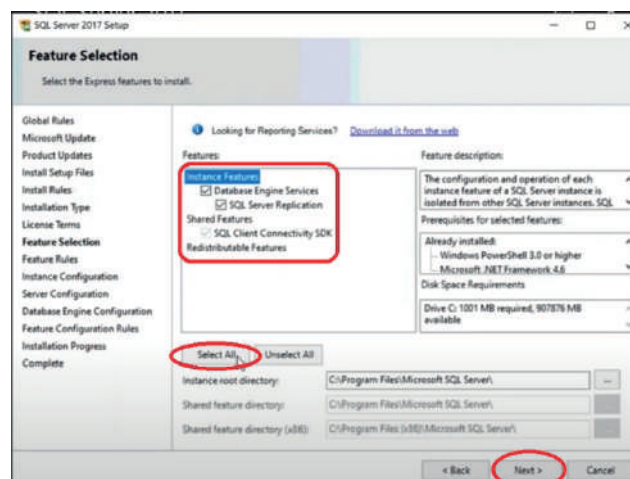 SQL Server 2017 Setup
Feature Selection
Select the Express features to install.
Global Rules
Microsoft Update
Product Updates
Install Setup Files
Install Rules
Installation Type
License Terms
Feature Selection
Feature Rules
Instance Configuration
Server Configuration
Database Engine Configuration
Feature Configuration Rules
Installation Progress
Complete
Looking for Reporting Services? Download it from the web
Features:
Instance Features
Database Engine Services
SQL Server Replication
Shared Features
SQL Client Connectivity SDK
Redistributable Features
Feature description:
The configuration and operation of each
instance feature of a SQL Server instance is
isolated from other SQL Server instances. SQL
Prerequisites for selected features:
Already installed:
Windows PowerShell 3.0 or higher
Microsoft .NET Framework 4.6
Disk Space Requirements
Drive C: 1001 MB required, 907876 MB
available
Select All Unselect All
Instance root directory: C:\Program Files\Microsoft SQL Server\ ...
Shared feature directory: C:\Program Files\Microsoft SQL Server\
Shared feature directory (x86): C:\Program Files (x86)\Microsoft SQL Server\
< Back Next > Cancel